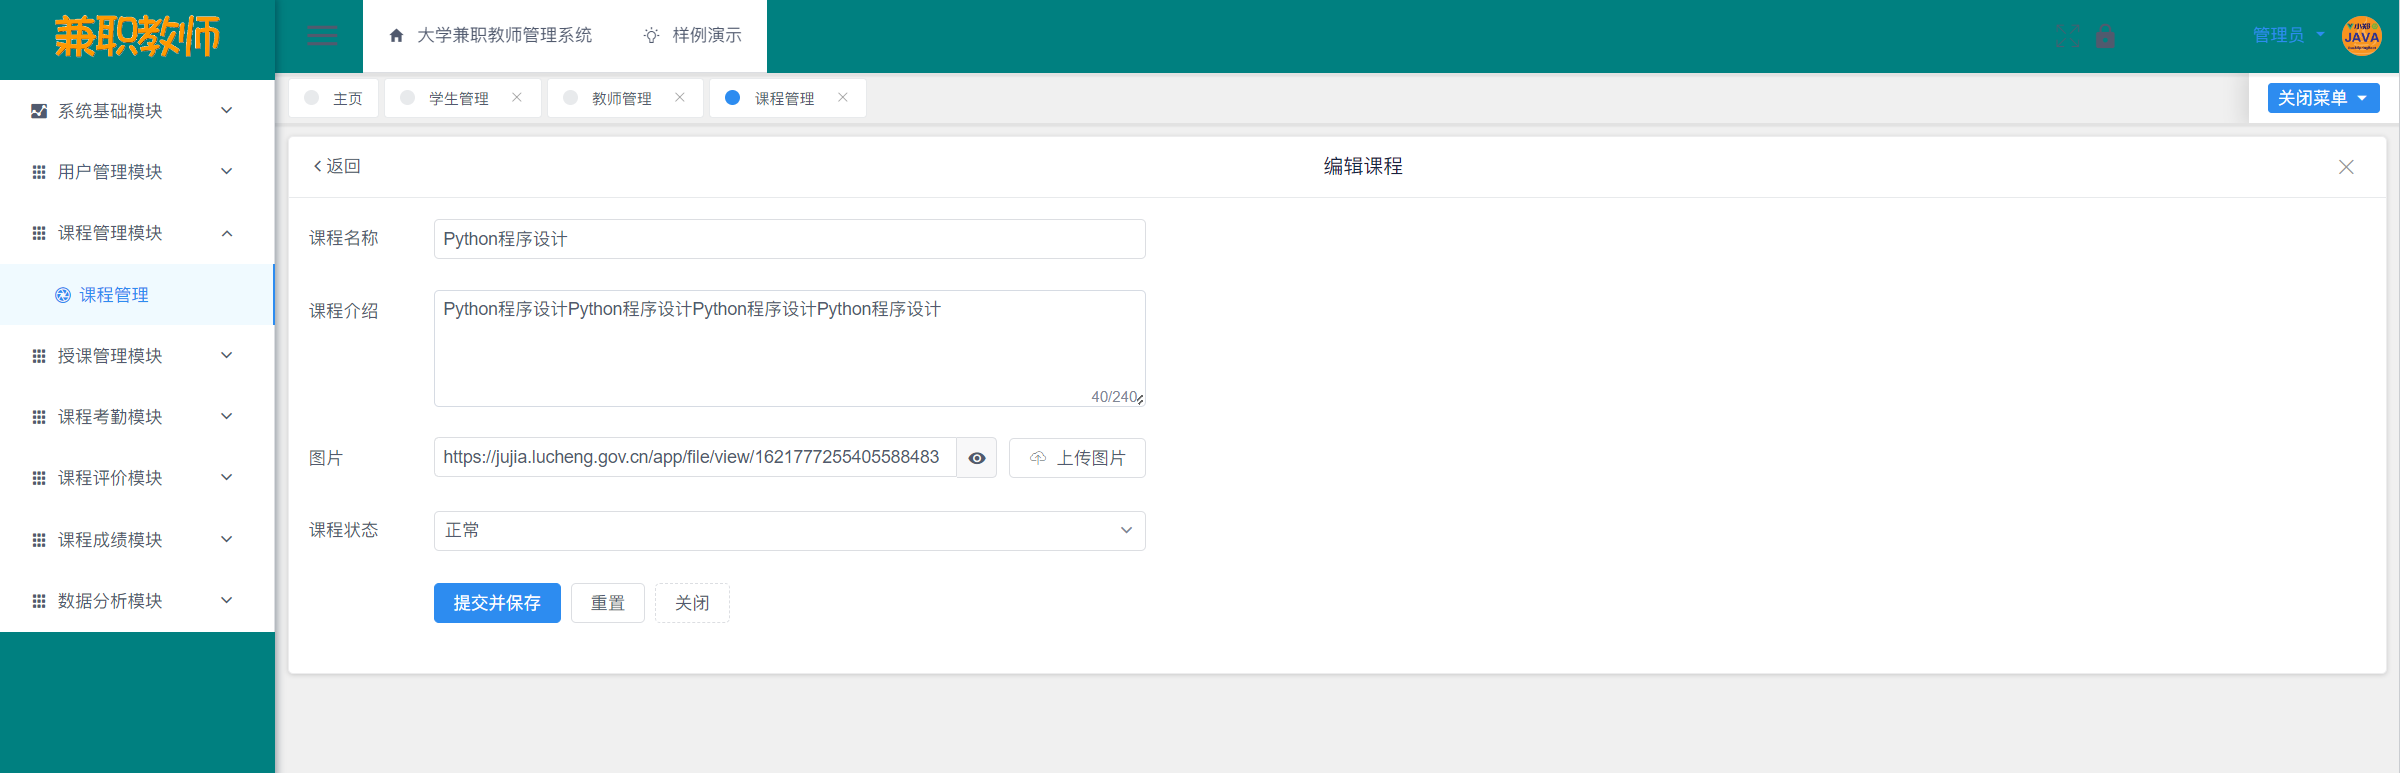 兼职教师
大学兼职教师管理系统 样例演示
管理员
小郑
JAVA
主页 学生管理 教师管理 课程管理
关闭菜单
系统基础模块
用户管理模块
课程管理模块
课程管理
授课管理模块
课程考勤模块
课程评价模块
课程成绩模块
数据分析模块
返回
编辑课程
课程名称 Python程序设计
课程介绍 Python程序设计Python程序设计Python程序设计Python程序设计
40/240
图片 https://jujia.lucheng.gov.cn/app/file/view/1621777255405588483 上传图片
课程状态 正常
提交并保存 重置 关闭